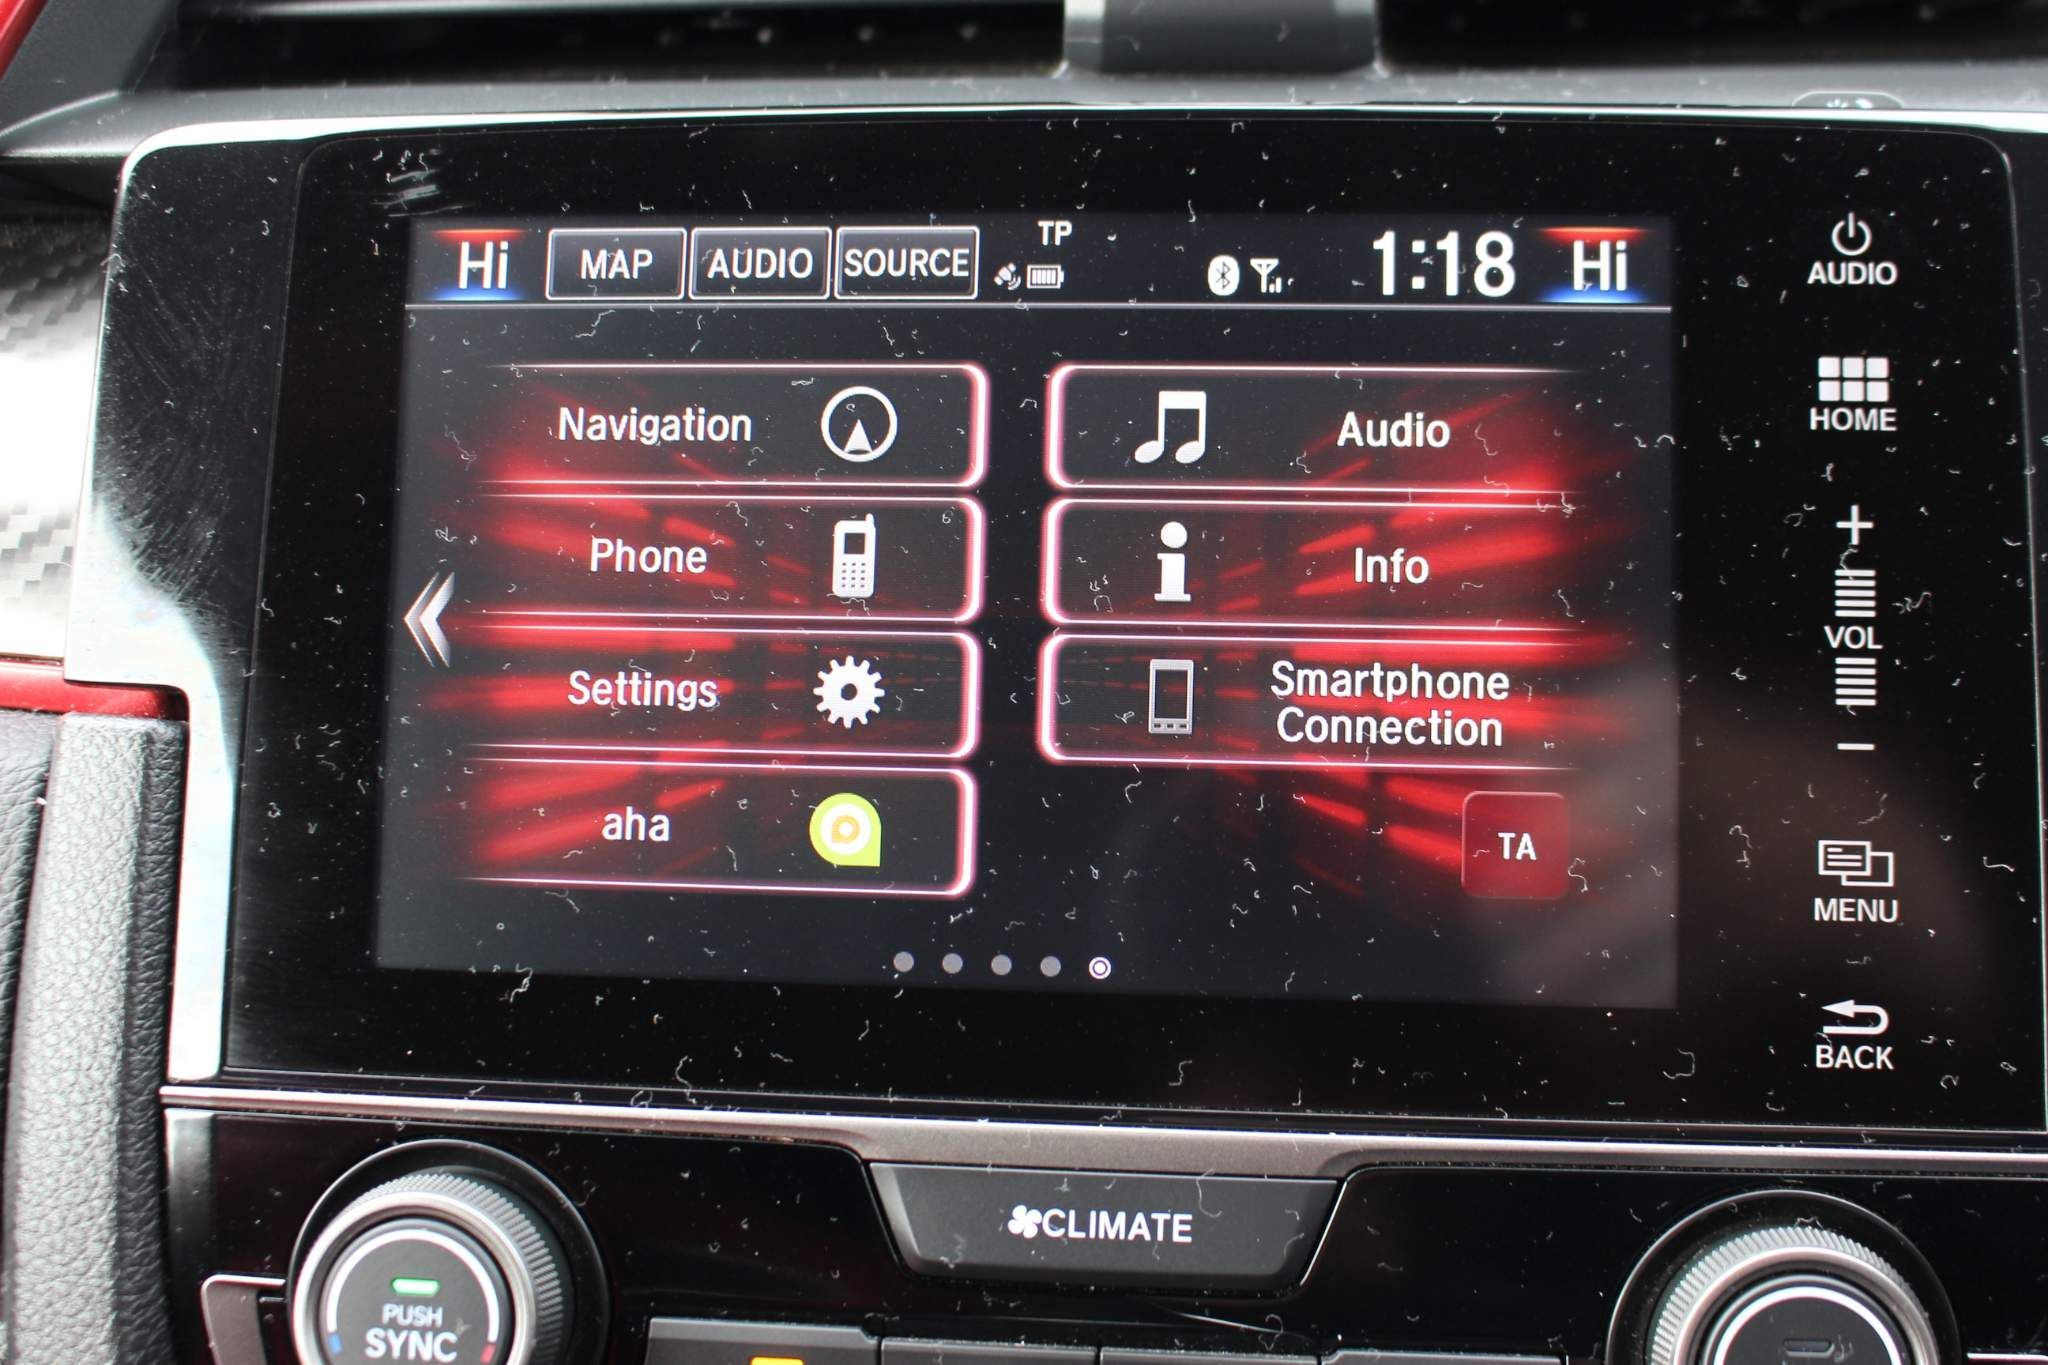 Hi MAP AUDIO SOURCE TP 1:18 Hi
AUDIO
HOME
Navigation
Audio
Phone
Info
VOL
Settings
Smartphone
Connection
aha
TA
MENU
BACK
CLIMATE
PUSH
SYNC